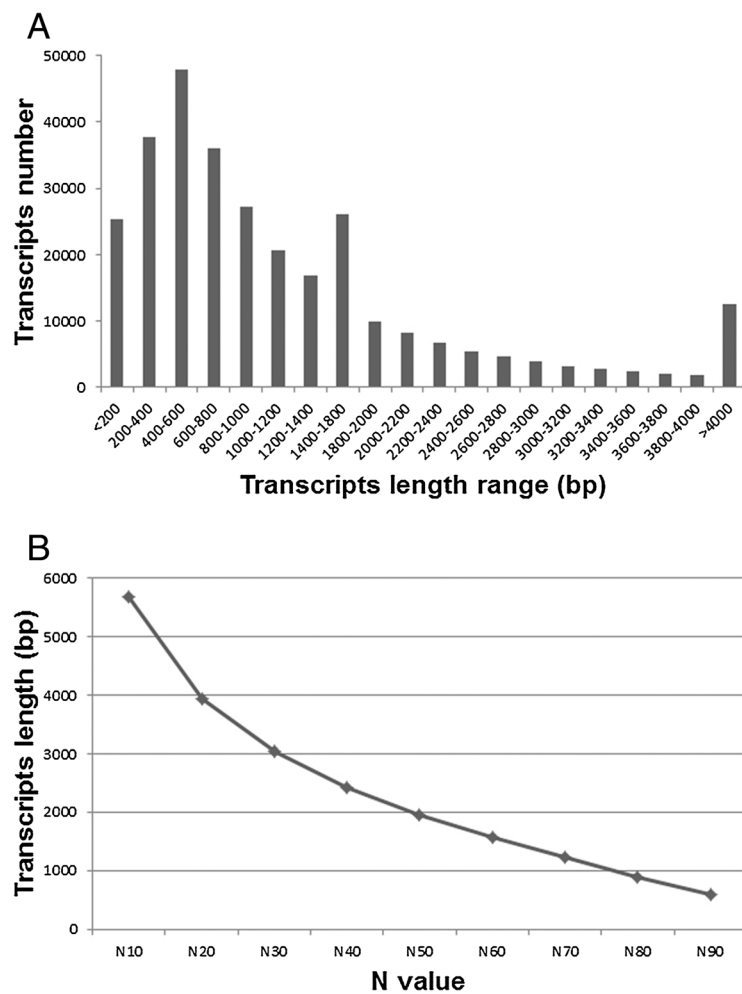 A
Transcripts number
50000
40000
30000
20000
10000
0
<200
200-400
400-600
600-800
800-1000
1000-1200
1200-1400
1400-1800
1800-2000
2000-2200
2200-2400
2400-2600
2600-2800
2800-3000
3000-3200
3200-3400
3400-3600
3600-3800
3800-4000
>4000
Transcripts length range (bp)
B
Transcripts length (bp)
6000
5000
4000
3000
2000
1000
0
N10
N20
N30
N40
N50
N60
N70
N80
N90
N value